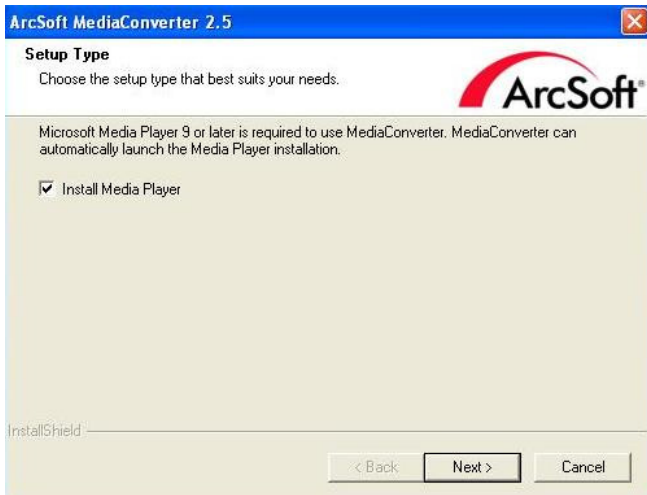 ArcSoft MediaConverter 2.5
Setup Type
Choose the setup type that best suits your needs.
ArcSoft®
Microsoft Media Player 9 or later is required to use MediaConverter. MediaConverter can
automatically launch the Media Player installation.
Install Media Player
InstallShield
< Back
Next >
Cancel